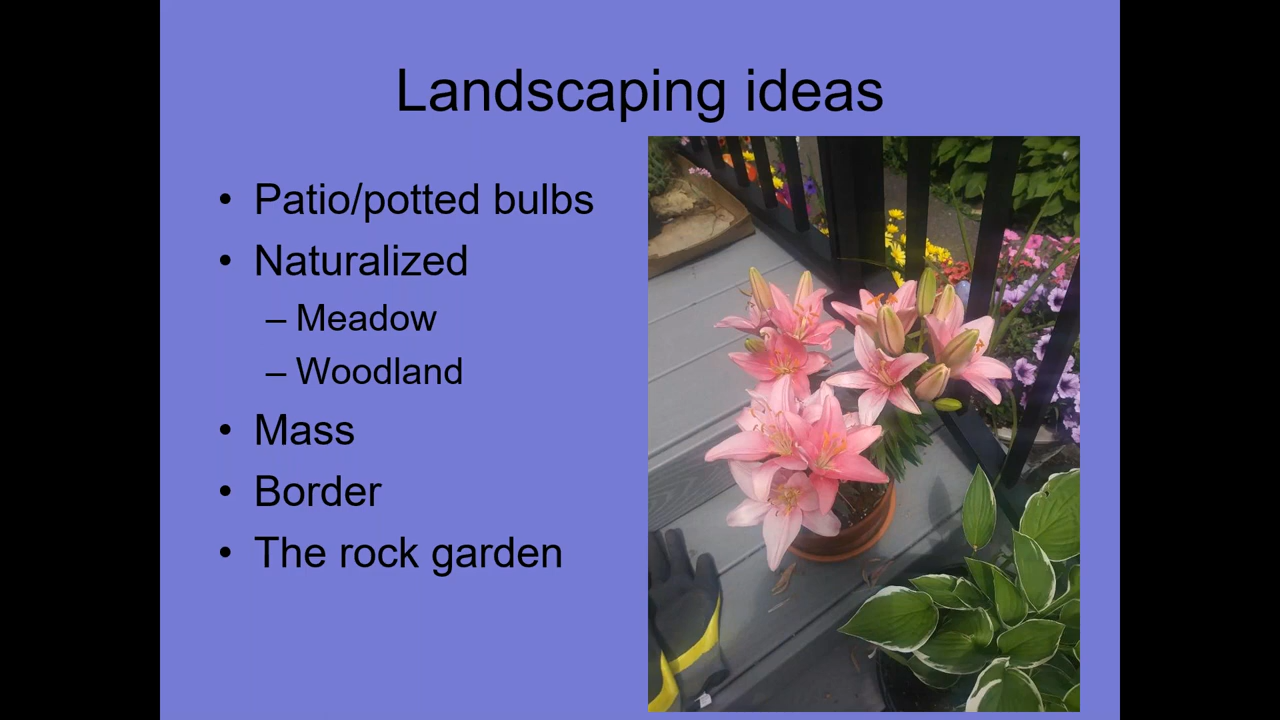 Landscaping ideas
• Patio/potted bulbs
• Naturalized
– Meadow
– Woodland
• Mass
• Border
• The rock garden